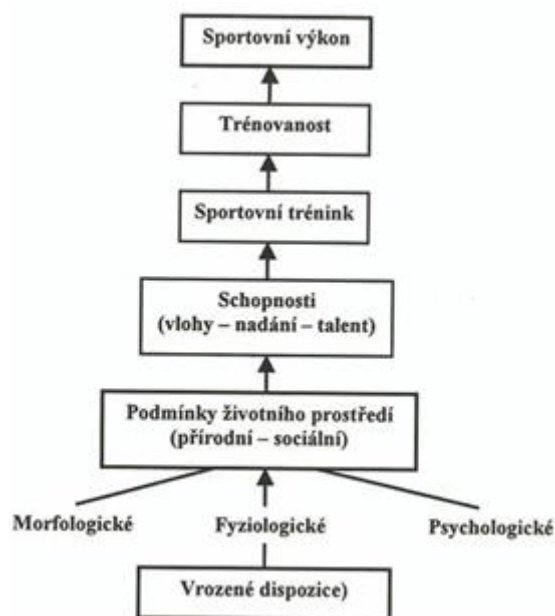 Sportovní výkon
Trénovanost
Sportovní trénink
Schopnosti
(vlohy – nadání – talent)
Podmínky životního prostředí
(přírodní – sociální)
Morfologické Fyziologické Psychologické
Vrozené dispozice)